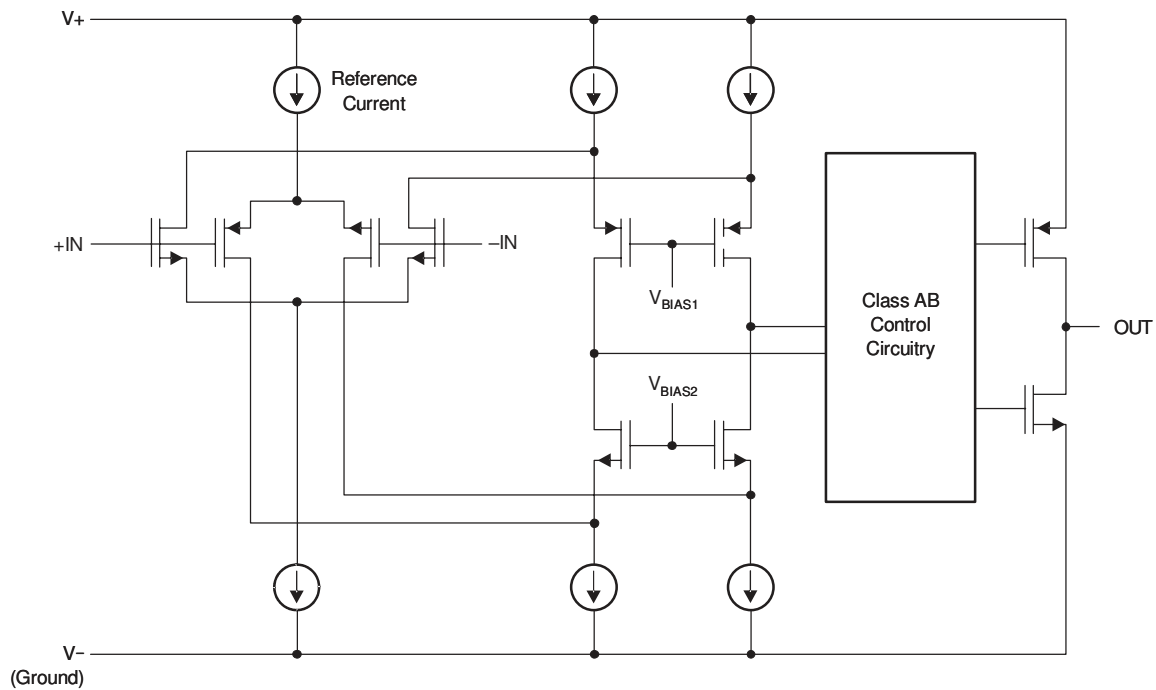 V+
Reference
Current
+IN
–IN
VBIAS1
VBIAS2
Class AB
Control
Circuitry
OUT
V–
(Ground)